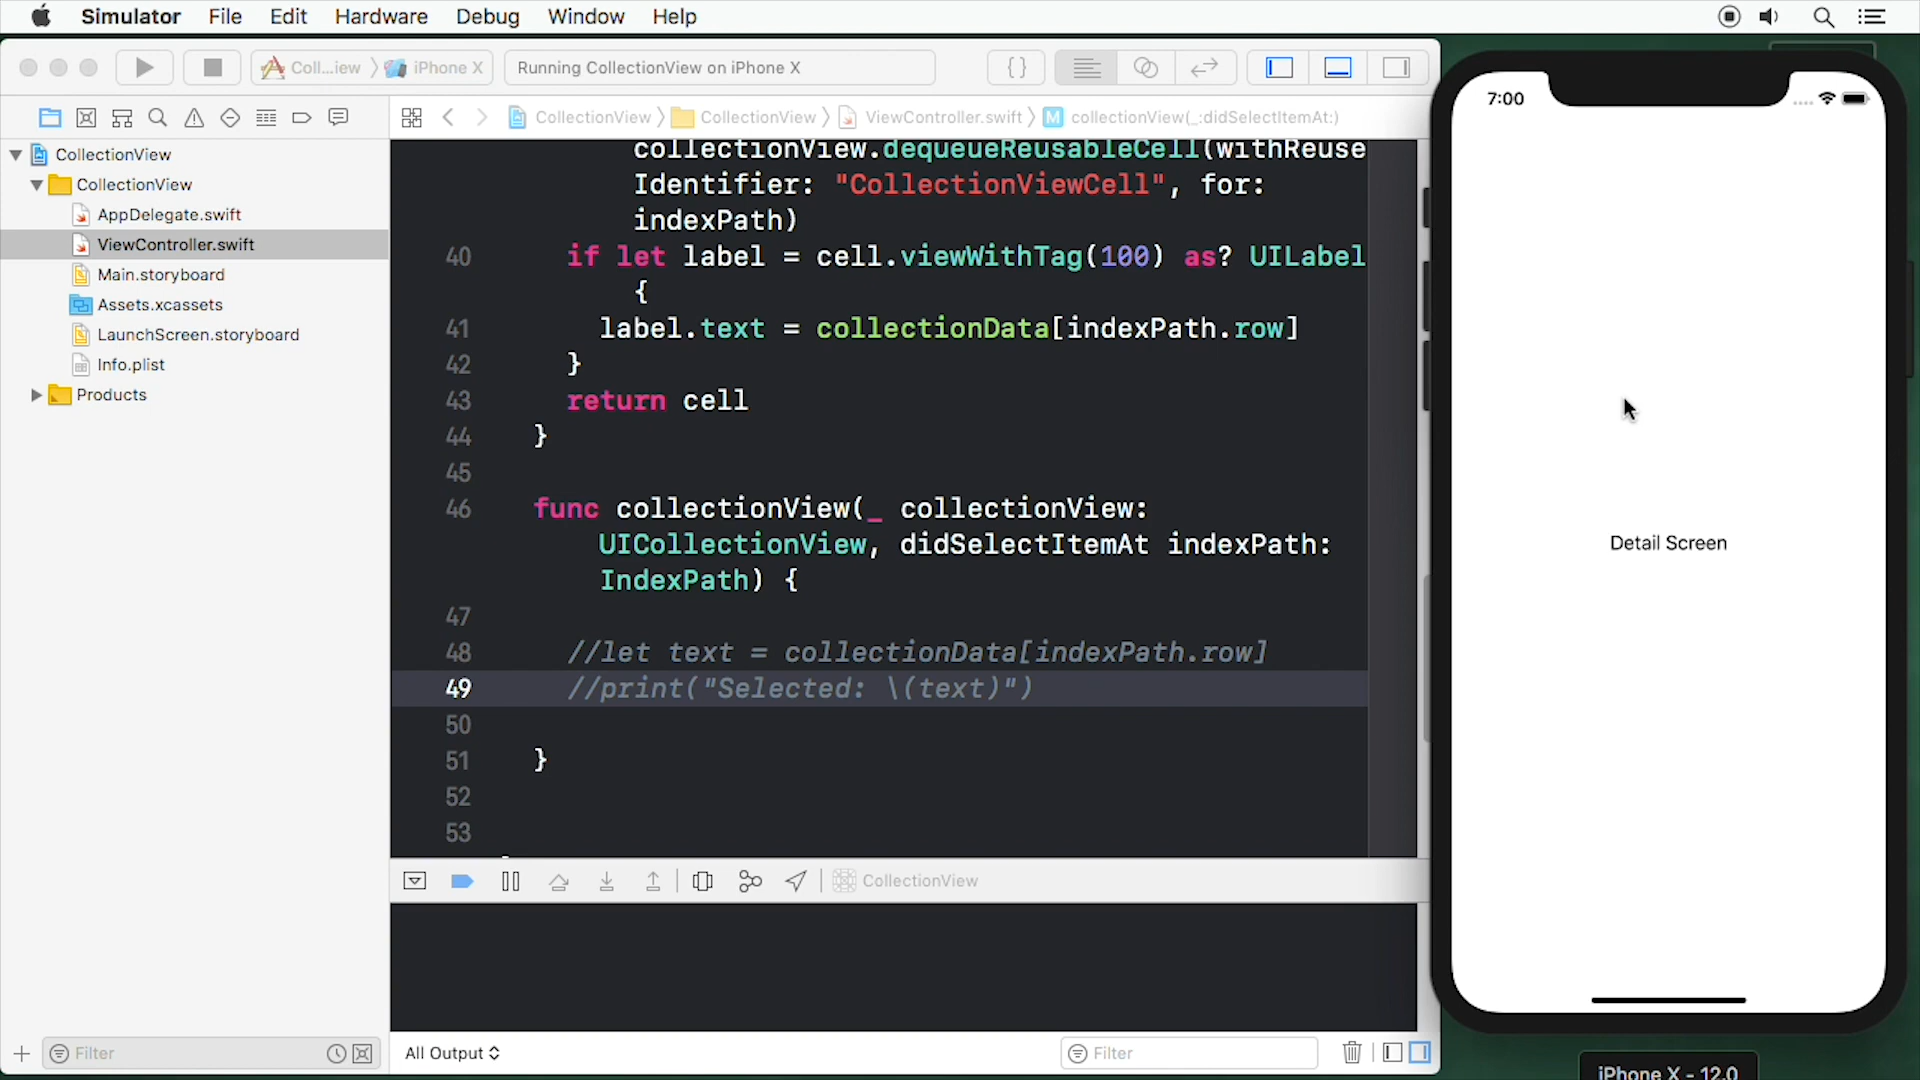 Simulator File Edit Hardware Debug Window Help
Coll...iew iPhone X Running CollectionView on iPhone X { }
CollectionView CollectionView ViewController.swift M collectionView(_:didSelectItemAt:)
CollectionView
CollectionView
AppDelegate.swift
ViewController.swift
Main.storyboard
Assets.xcassets
LaunchScreen.storyboard
Info.plist
Products
Filter
collectionView.dequeueReusableCell(withReuse
Identifier: "CollectionViewCell", for:
indexPath)
40 if let label = cell.viewWithTag(100) as? UILabel
{
41 label.text = collectionData[indexPath.row]
42 }
43 return cell
44 }
45
46 func collectionView(_ collectionView:
UICollectionView, didSelectItemAt indexPath:
IndexPath) {
47
48 //let text = collectionData[indexPath.row]
49 //print("Selected: \(text)")
50
51 }
52
53
CollectionView
All Output Filter
7:00
Detail Screen
iPhone X - 12.0